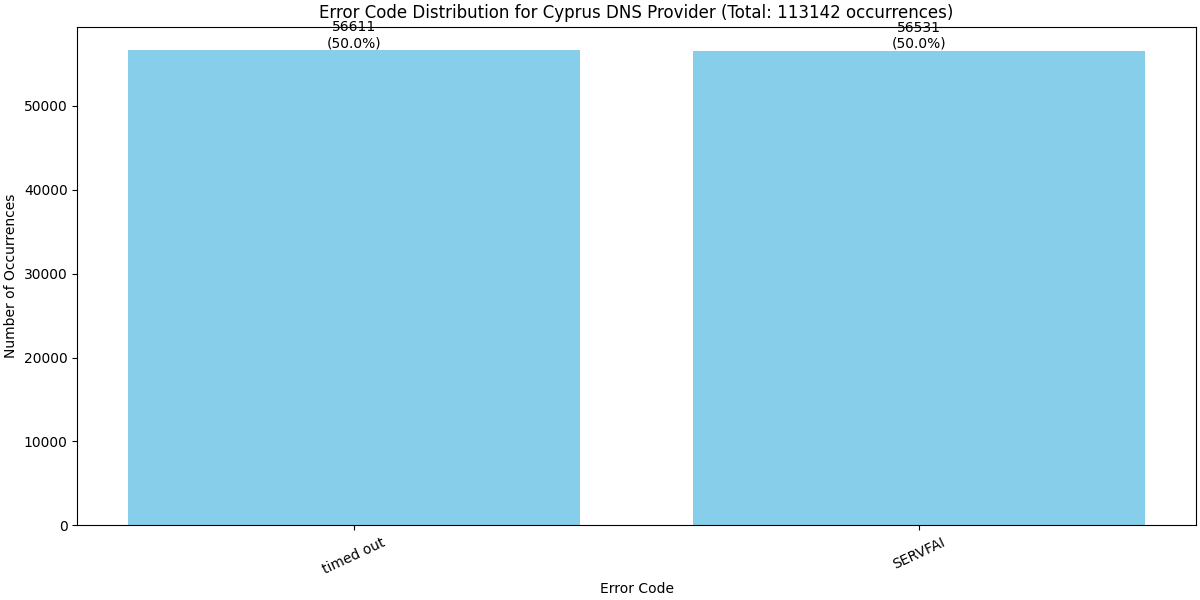 Error Code Distribution for Cyprus DNS Provider (Total: 113142 occurrences)
56611
(50.0%)
56531
(50.0%)
Number of Occurrences
50000
40000
30000
20000
10000
0
timed out
SERVFAI
Error Code